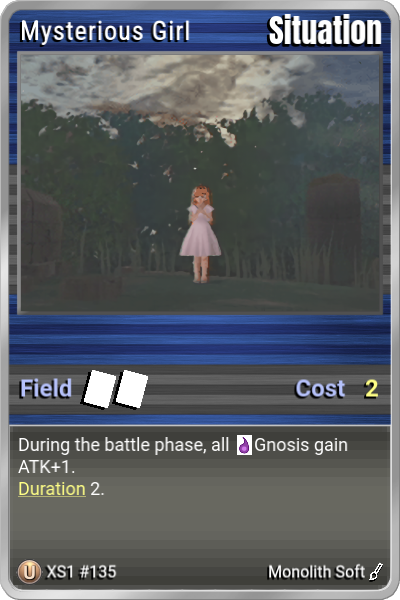 Mysterious Girl
Situation
Field
Cost 2
During the battle phase, all Gnosis gain
ATK+1.
Duration 2.
U XS1 #135
Monolith Soft